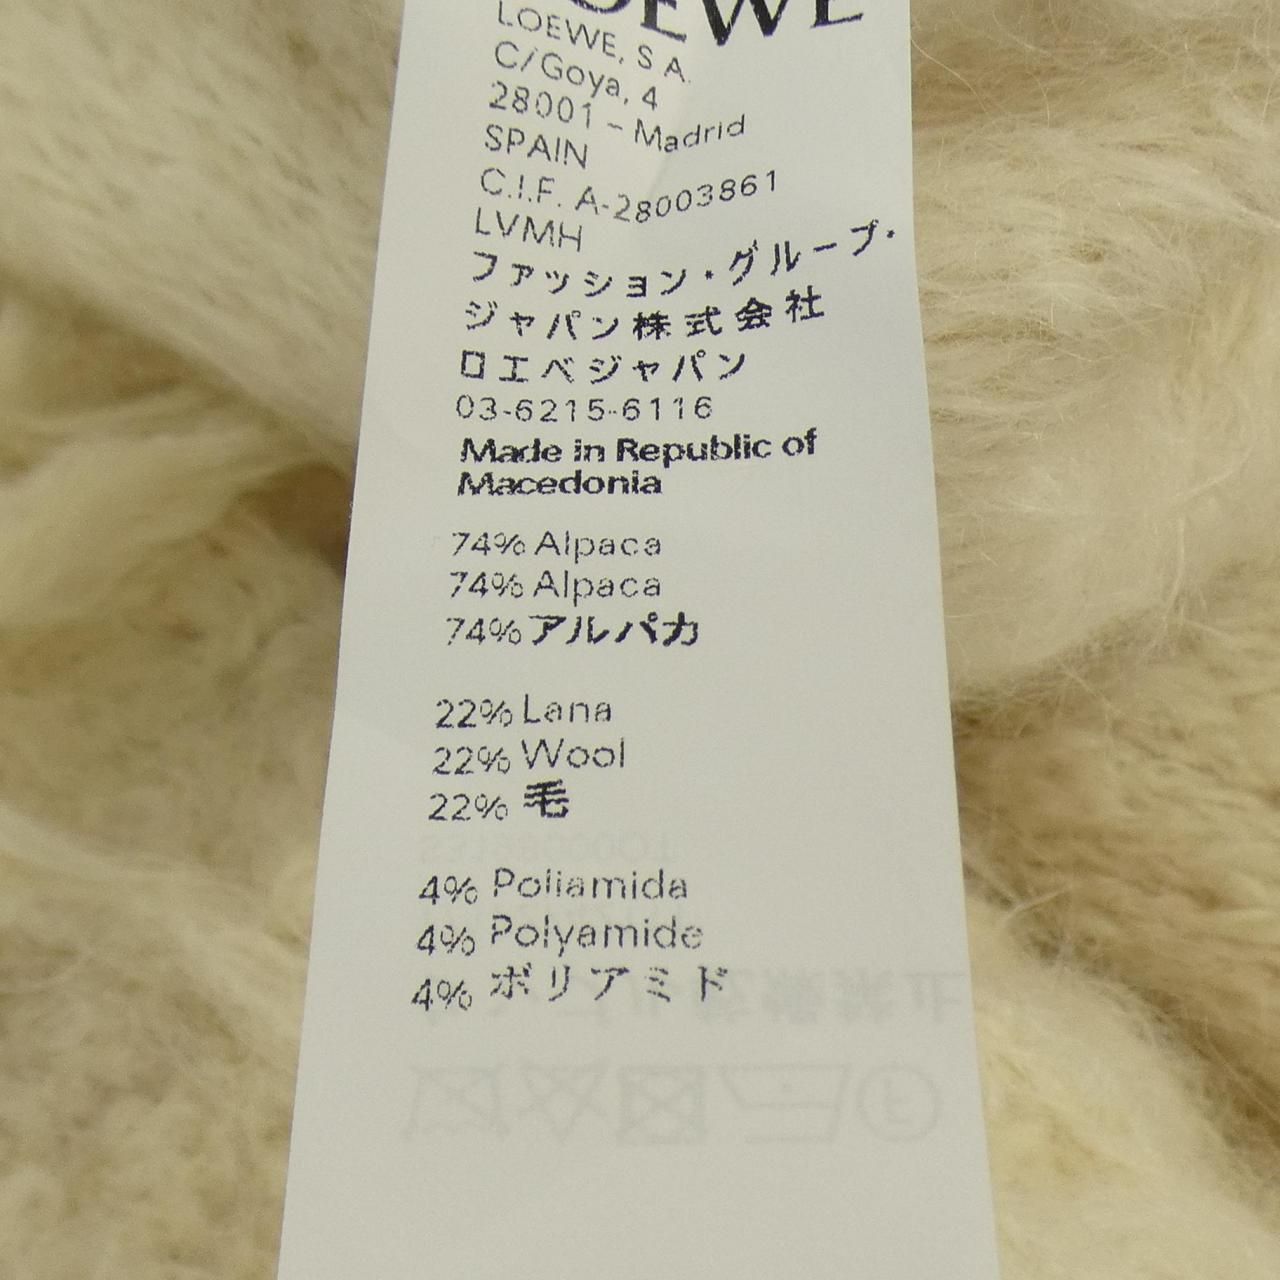 LOEWE
LOEWE, S.A.
C/Goya, 4
28001 - Madrid
SPAIN
C.I.F. A-28003861
LVMH
ファッション・グループ・
ジャパン株式会社
ロエベジャパン
03-6215-6116
Made in Republic of
Macedonia
74% Alpaca
74% Alpaca
74% アルパカ
22% Lana
22% Wool
22% 毛
4% Poliamida
4% Polyamide
4% ポリアミド